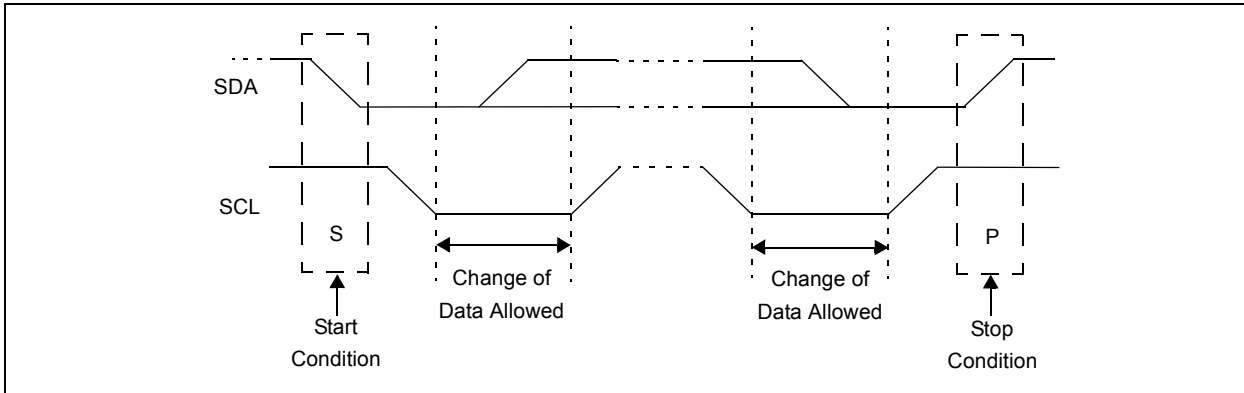 SDA
SCL
S
P
Change of
Data Allowed
Change of
Data Allowed
Start
Condition
Stop
Condition